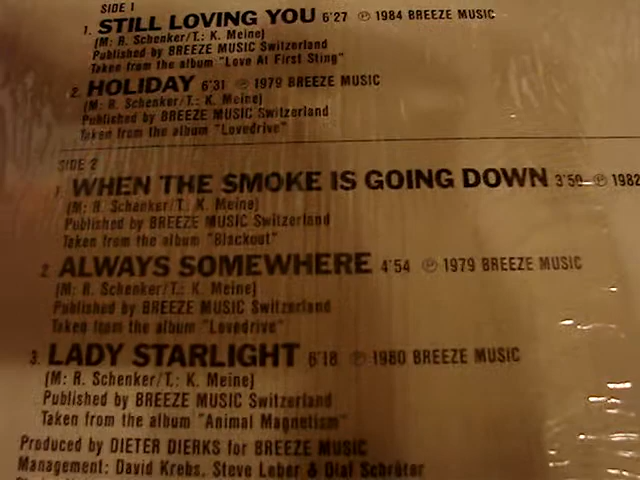 SIDE 1
1. STILL LOVING YOU 6'27 ℗ 1984 BREEZE MUSIC
(M: R. Schenker/T.: K. Meine)
Published by BREEZE MUSIC Switzerland
Taken from the album "Love At First Sting"
2. HOLIDAY 6'31 ℗ 1979 BREEZE MUSIC
(M: R. Schenker/T.: K. Meine)
Published by BREEZE MUSIC Switzerland
Taken from the album "Lovedrive"
SIDE 2
1. WHEN THE SMOKE IS GOING DOWN 3'50 ℗ 1982
(M: R. Schenker/T.: K. Meine)
Published by BREEZE MUSIC Switzerland
Taken from the album "Blackout"
2. ALWAYS SOMEWHERE 4'54 ℗ 1979 BREEZE MUSIC
(M: R. Schenker/T.: K. Meine)
Published by BREEZE MUSIC Switzerland
Taken from the album "Lovedrive"
3. LADY STARLIGHT 6'18 ℗ 1980 BREEZE MUSIC
(M: R. Schenker/T.: K. Meine)
Published by BREEZE MUSIC Switzerland
Taken from the album "Animal Magnetism"
Produced by DIETER DIERKS for BREEZE MUSIC
Management: David Krebs, Steve Leber & Olaf Schröter